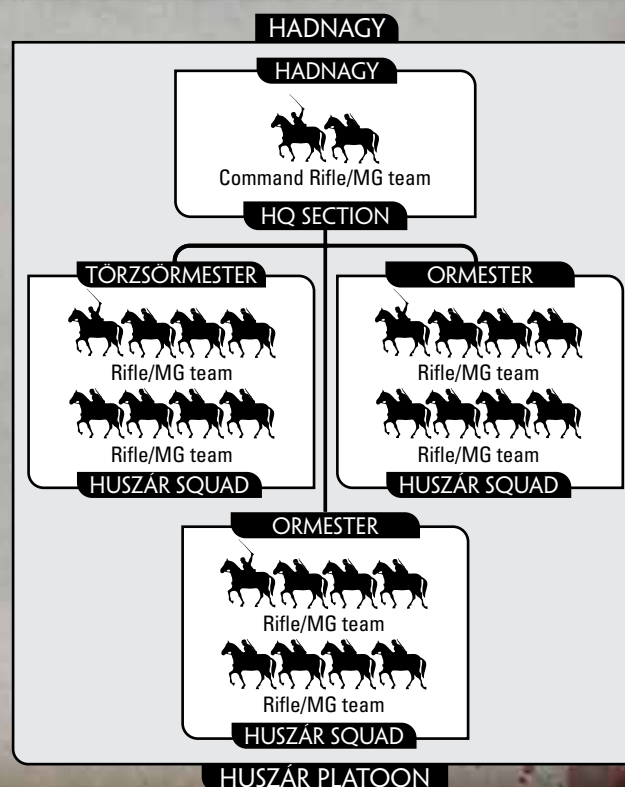 HADNAGY
HADNAGY
Command Rifle/MG team
HQ SECTION
TÖRZSÖRMESTER
Rifle/MG team
Rifle/MG team
HUSZÁR SQUAD
ORMESTER
Rifle/MG team
Rifle/MG team
HUSZÁR SQUAD
ORMESTER
Rifle/MG team
Rifle/MG team
HUSZÁR SQUAD
HUSZÁR PLATOON